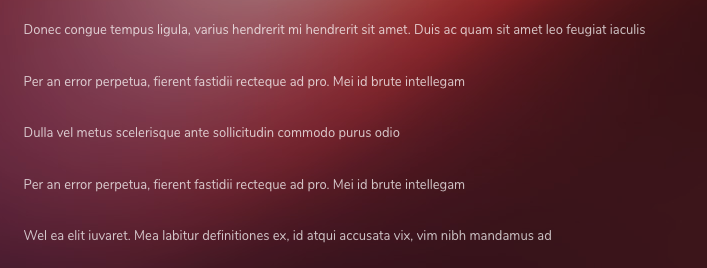 Donec congue tempus ligula, varius hendrerit mi hendrerit sit amet. Duis ac quam sit amet leo feugiat iaculis
Per an error perpetua, fierent fastidii recteque ad pro. Mei id brute intellegam
Dulla vel metus scelerisque ante sollicitudin commodo purus odio
Per an error perpetua, fierent fastidii recteque ad pro. Mei id brute intellegam
Wel ea elit iuvaret. Mea labitur definitiones ex, id atqui accusata vix, vim nibh mandamus ad